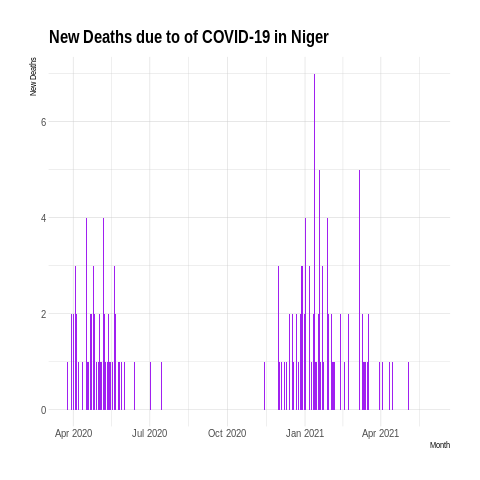 New Deaths due to of COVID-19 in Niger
New Deaths
6
4
2
0
Apr 2020 Jul 2020 Oct 2020 Jan 2021 Apr 2021
Month